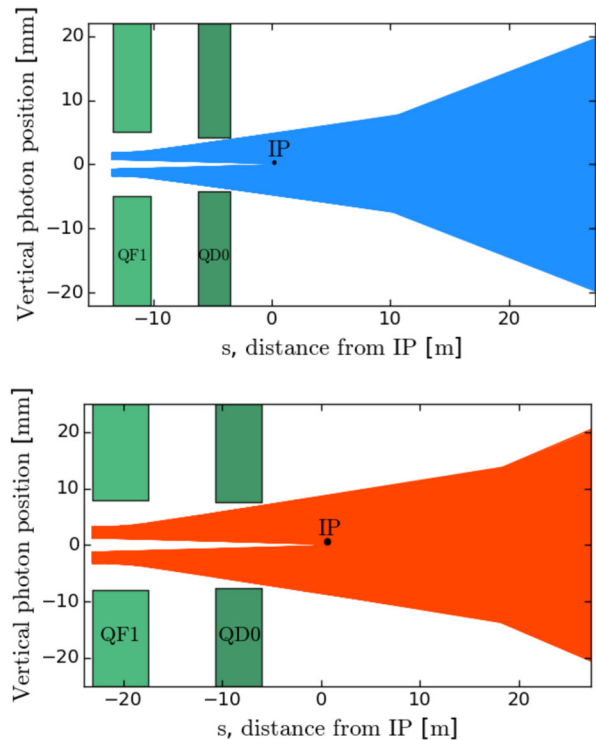 20
10
0
−10
−20
Vertical photon position [mm]
IP
QF1
QD0
−10
0
10
20
s, distance from IP [m]
20
10
0
−10
−20
Vertical photon position [mm]
IP
QF1
QD0
−20
−10
0
10
20
s, distance from IP [m]